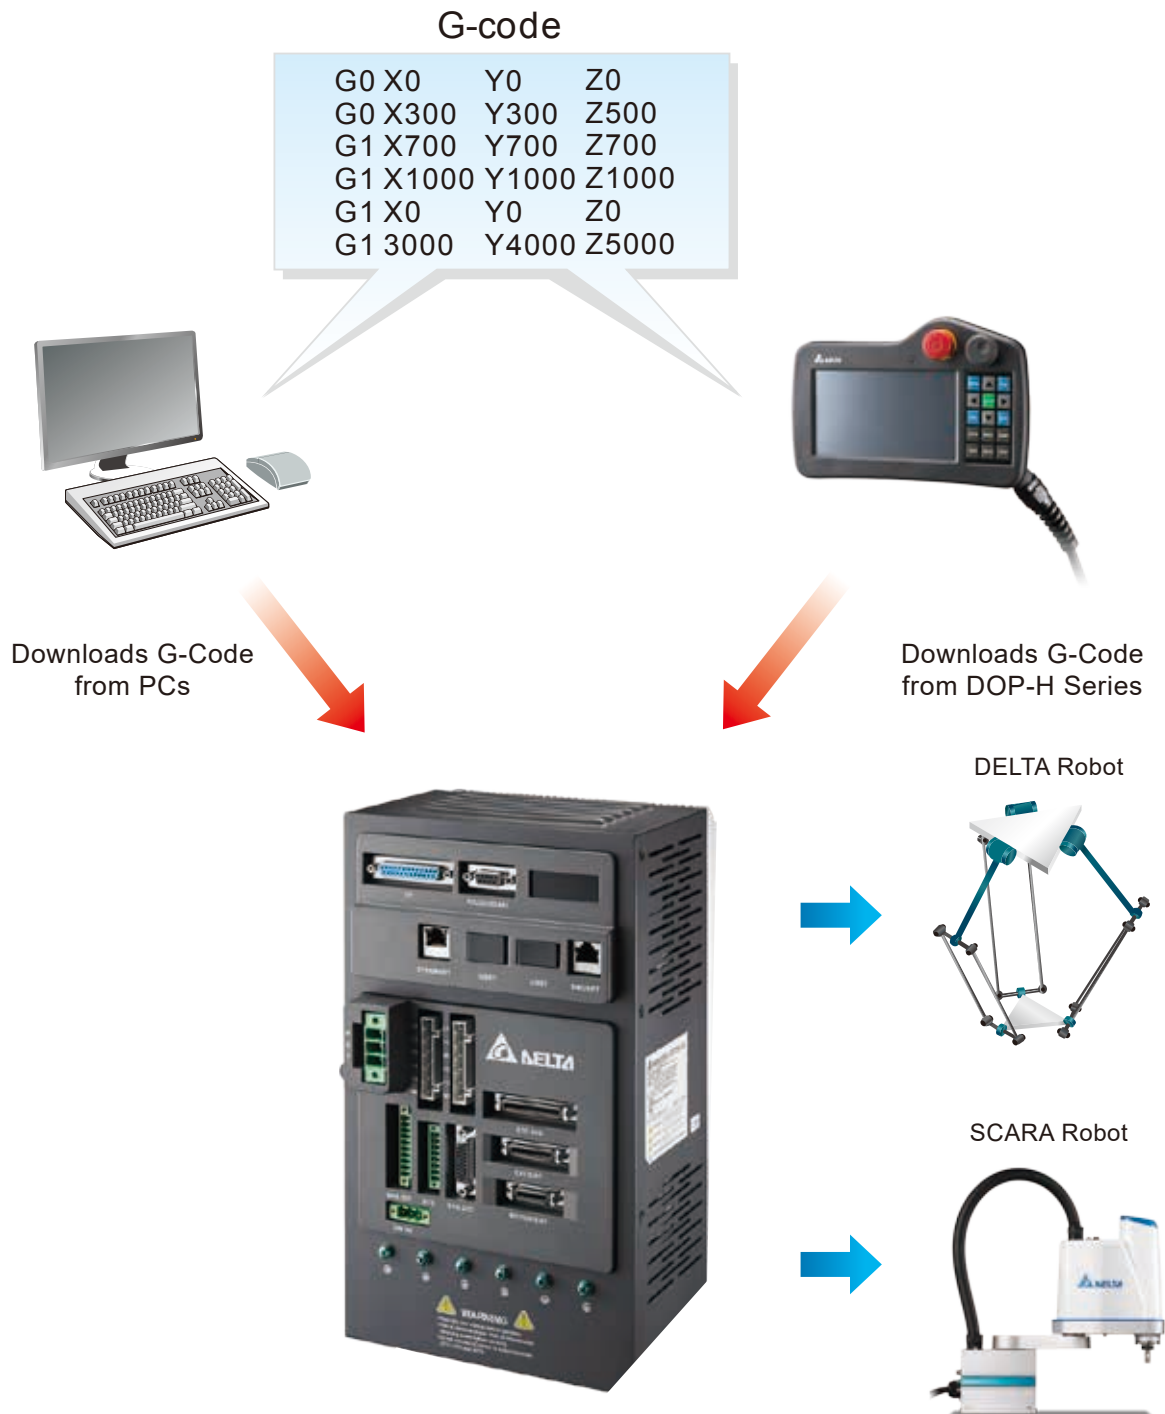 G-code
G0 X0 Y0 Z0
G0 X300 Y300 Z500
G1 X700 Y700 Z700
G1 X1000 Y1000 Z1000
G1 X0 Y0 Z0
G1 3000 Y4000 Z5000
Downloads G-Code
from PCs
Downloads G-Code
from DOP-H Series
DELTA Robot
DELTA
SCARA Robot
DELTA
WARNING